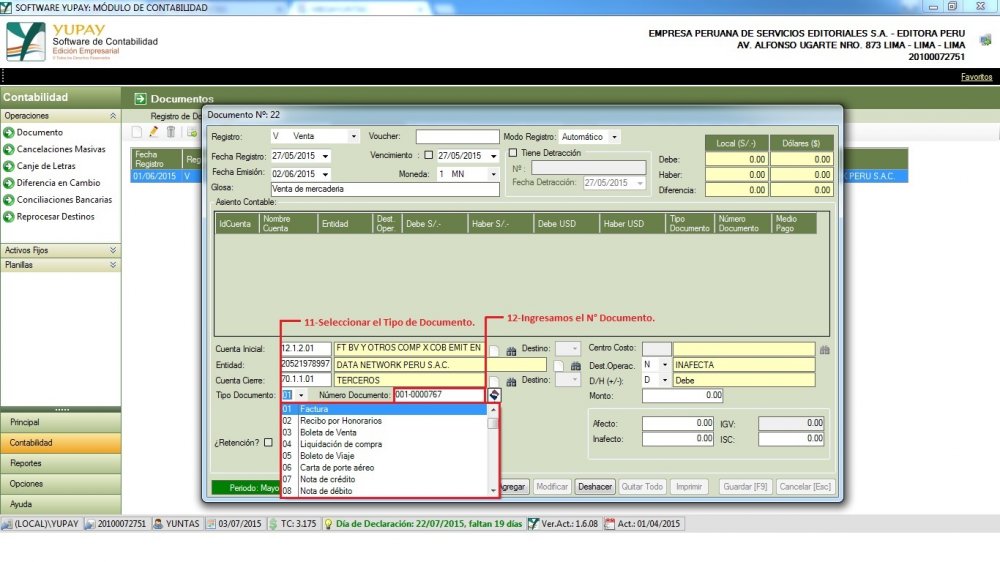 SOFTWARE YUPAY: MÓDULO DE CONTABILIDAD
YUPAY
Software de Contabilidad
Edición Empresarial
EMPRESA PERUANA DE SERVICIOS EDITORIALES S.A. - EDITORA PERU
AV. ALFONSO UGARTE NRO. 873 LIMA - LIMA - LIMA
20100072751
Favoritos
Contabilidad
Documentos
Operaciones
Registro de Do
Documento
Cancelaciones Masivas
Canje de Letras
Diferencia en Cambio
Conciliaciones Bancarias
Reprocesar Destinos
Activos Fijos
Planillas
Fecha Registro
Reg
01/06/2015 V
X PERU S.A.C.
Documento Nº: 22
Registro: V Venta Voucher: Modo Registro: Automático
Fecha Registro: 27/05/2015 Vencimiento : 27/05/2015
Fecha Emisión: 02/06/2015 Moneda: 1 MN
Glosa: Venta de mercaderia
Tiene Detracción
Nº :
Fecha Detracción: 27/05/2015
Local (S/.-) Dólares ($)
Debe: 0.00 0.00
Haber: 0.00 0.00
Diferencia: 0.00 0.00
Asiento Contable:
IdCuenta Nombre Cuenta Entidad Dest. Oper. Debe S/.- Haber S/.- Debe USD Haber USD Tipo Documento Número Documento Medio Pago
11-Seleccionar el Tipo de Documento.
12-Ingresamos el N° Documento.
Cuenta Inicial: 12.1.2.01 FT BV Y OTROS COMP X COB EMIT EN Destino: Centro Costo:
Entidad: 20521978997 DATA NETWORK PERU S.A.C. Dest.Operac. N INAFECTA
Cuenta Cierre: 70.1.1.01 TERCEROS Destino: D/H (+/-): D Debe
Tipo Documento: 01 Número Documento: 001-0000767 Monto: 0.00
01 Factura
02 Recibo por Honorarios
03 Boleta de Venta
04 Liquidación de compra
05 Boleto de Viaje
06 Carta de porte aéreo
07 Nota de crédito
08 Nota de débito
¿Retención?
Afecto: 0.00 IGV: 0.00
Inafecto: 0.00 ISC: 0.00
Periodo: Mayo
gregar Modificar Deshacer Quitar Todo Imprimir Guardar [F9] Cancelar [Esc]
Principal
Contabilidad
Reportes
Opciones
Ayuda
(LOCAL)\YUPAY 20100072751 YUNTAS 03/07/2015 TC: 3.175 Día de Declaración: 22/07/2015, faltan 19 días Ver.Act.: 1.6.08 Act.: 01/04/2015